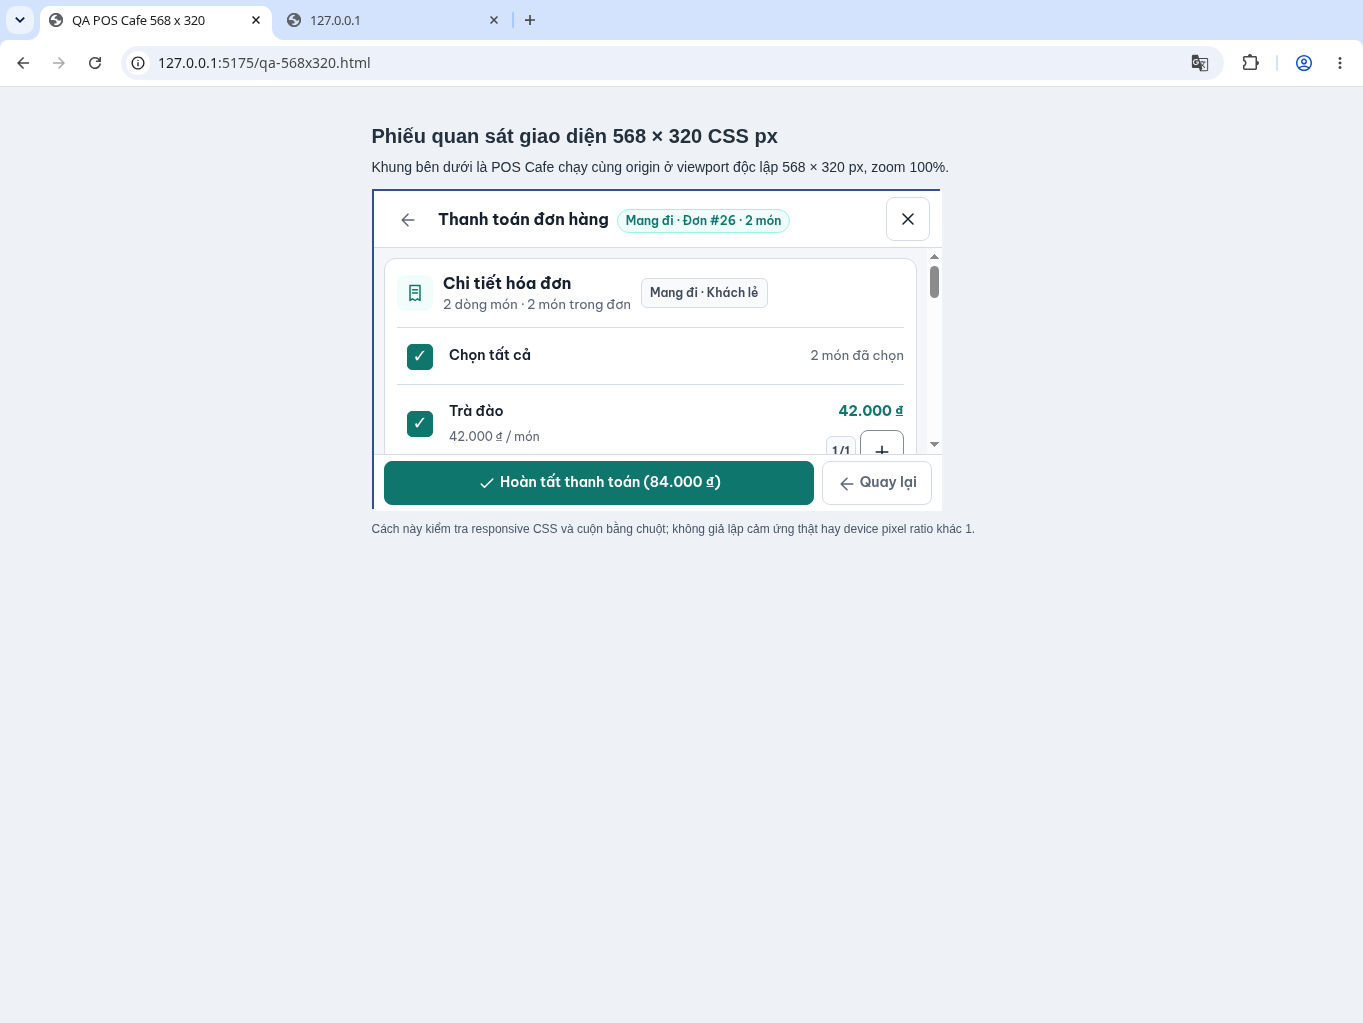 QA POS Cafe 568 x 320
127.0.0.1
127.0.0.1:5175/qa-568x320.html
Phiếu quan sát giao diện 568 × 320 CSS px
Khung bên dưới là POS Cafe chạy cùng origin ở viewport độc lập 568 × 320 px, zoom 100%.
Thanh toán đơn hàng
Mang đi · Đơn #26 · 2 món
Chi tiết hóa đơn
2 dòng món · 2 món trong đơn
Mang đi · Khách lẻ
Chọn tất cả
2 món đã chọn
Trà đào
42.000 ₫
42.000 ₫ / món
1/1
Hoàn tất thanh toán (84.000 ₫)
Quay lại
Cách này kiểm tra responsive CSS và cuộn bằng chuột; không giả lập cảm ứng thật hay device pixel ratio khác 1.